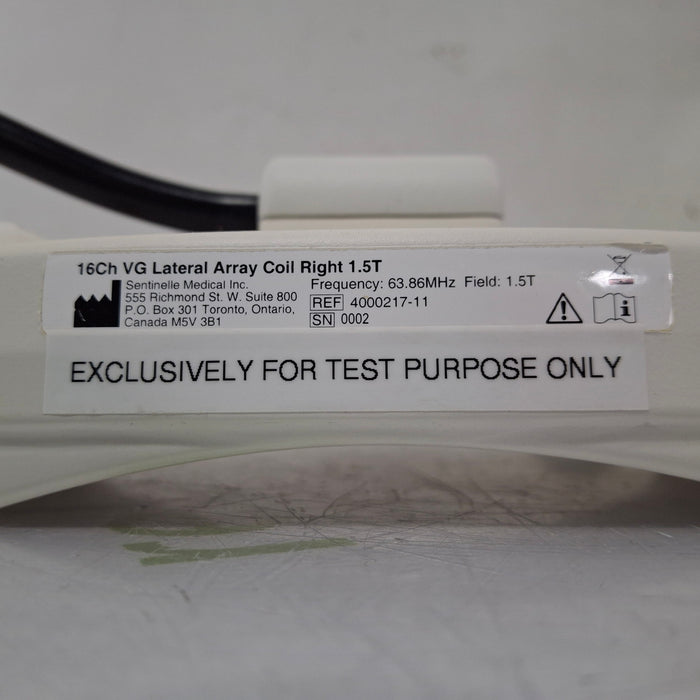 16Ch VG Lateral Array Coil Right 1.5T
Sentinelle Medical Inc.
555 Richmond St. W. Suite 800
P.O. Box 301 Toronto, Ontario,
Canada M5V 3B1
Frequency: 63.86MHz Field: 1.5T
REF 4000217-11
SN 0002
EXCLUSIVELY FOR TEST PURPOSE ONLY